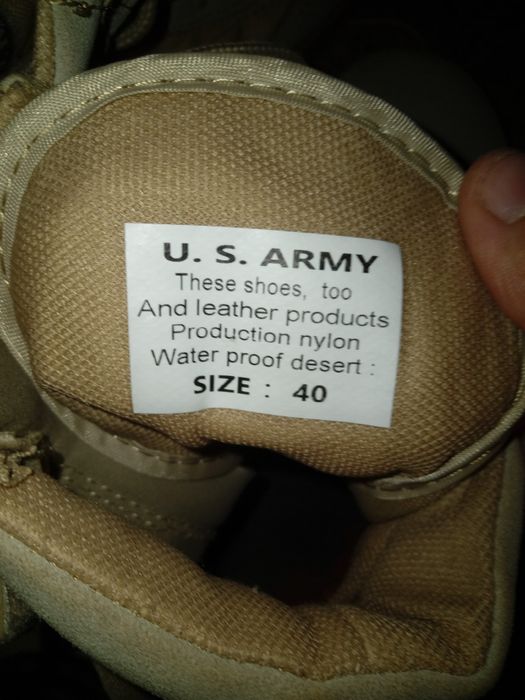 U. S. ARMY
These shoes, too
And leather products
Production nylon
Water proof desert :
SIZE : 40